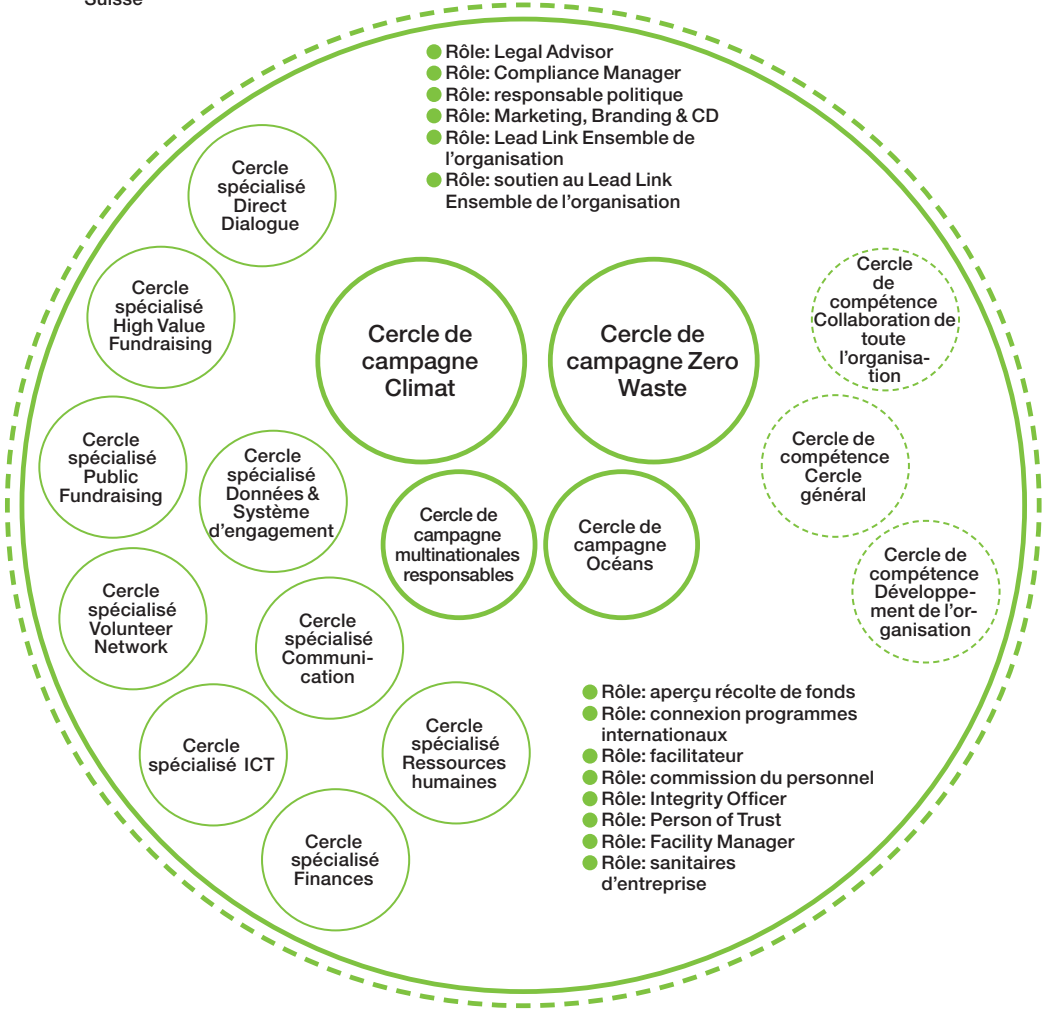 Suisse
Rôle: Legal Advisor
Rôle: Compliance Manager
Rôle: responsable politique
Rôle: Marketing, Branding & CD
Rôle: Lead Link Ensemble de
l'organisation
Rôle: soutien au Lead Link
Ensemble de l'organisation
Cercle
spécialisé
Direct
Dialogue
Cercle
spécialisé
High Value
Fundraising
Cercle
spécialisé
Public
Fundraising
Cercle
spécialisé
Données &
Système
d'engagement
Cercle
spécialisé
Volunteer
Network
Cercle
spécialisé
Communi-
cation
Cercle
spécialisé ICT
Cercle
spécialisé
Ressources
humaines
Cercle
spécialisé
Finances
Cercle de
campagne
Climat
Cercle de
campagne Zero
Waste
Cercle de
campagne
multinationales
responsables
Cercle de
campagne
Océans
Cercle
de
compétence
Collaboration de
toute
l'organisa-
tion
Cercle de
compétence
Cercle
général
Cercle de
compétence
Développe-
ment de l'or-
ganisation
Rôle: aperçu récolte de fonds
Rôle: connexion programmes
internationaux
Rôle: facilitateur
Rôle: commission du personnel
Rôle: Integrity Officer
Rôle: Person of Trust
Rôle: Facility Manager
Rôle: sanitaires
d'entreprise